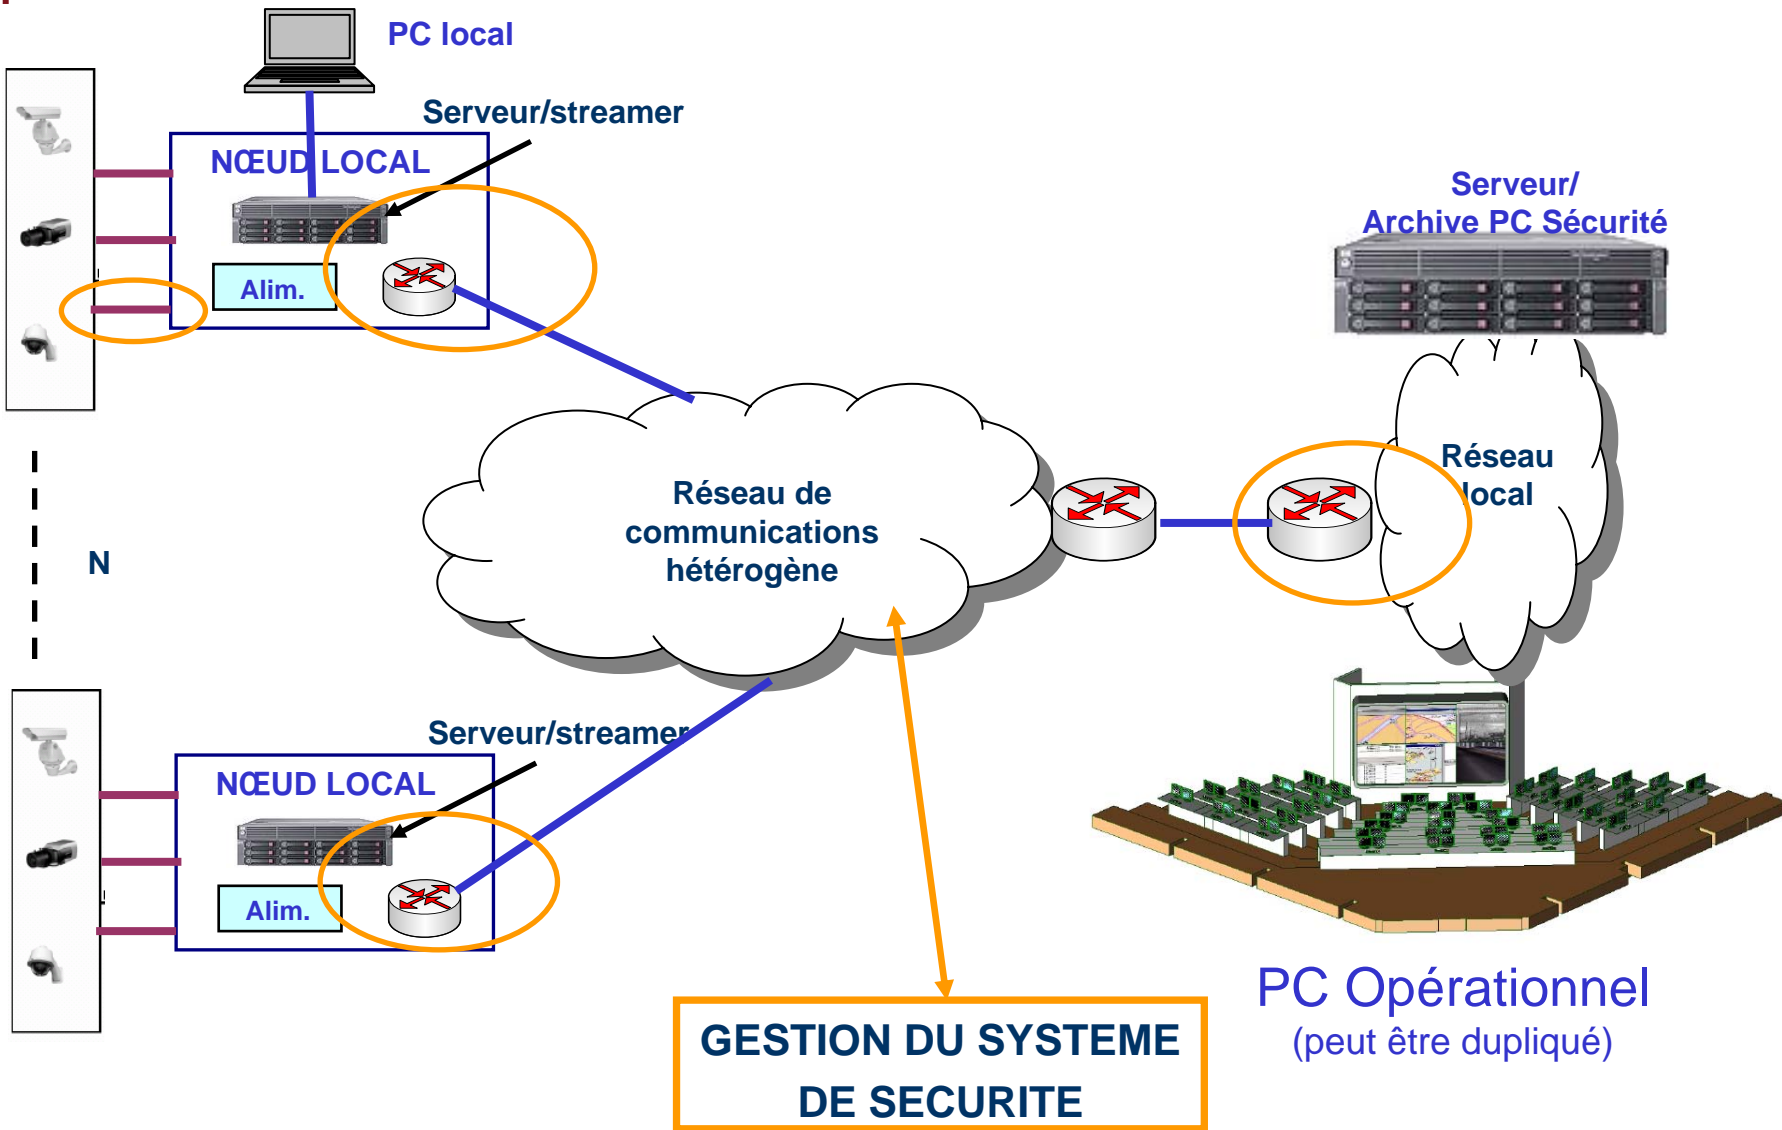 PC local
Serveur/streamer
NŒUD LOCAL
Alim.
Serveur/
Archive PC Sécurité
Réseau
local
Réseau de
communications
hétérogène
N
Serveur/streamer
NŒUD LOCAL
Alim.
PC Opérationnel
(peut être dupliqué)
GESTION DU SYSTEME
DE SECURITE